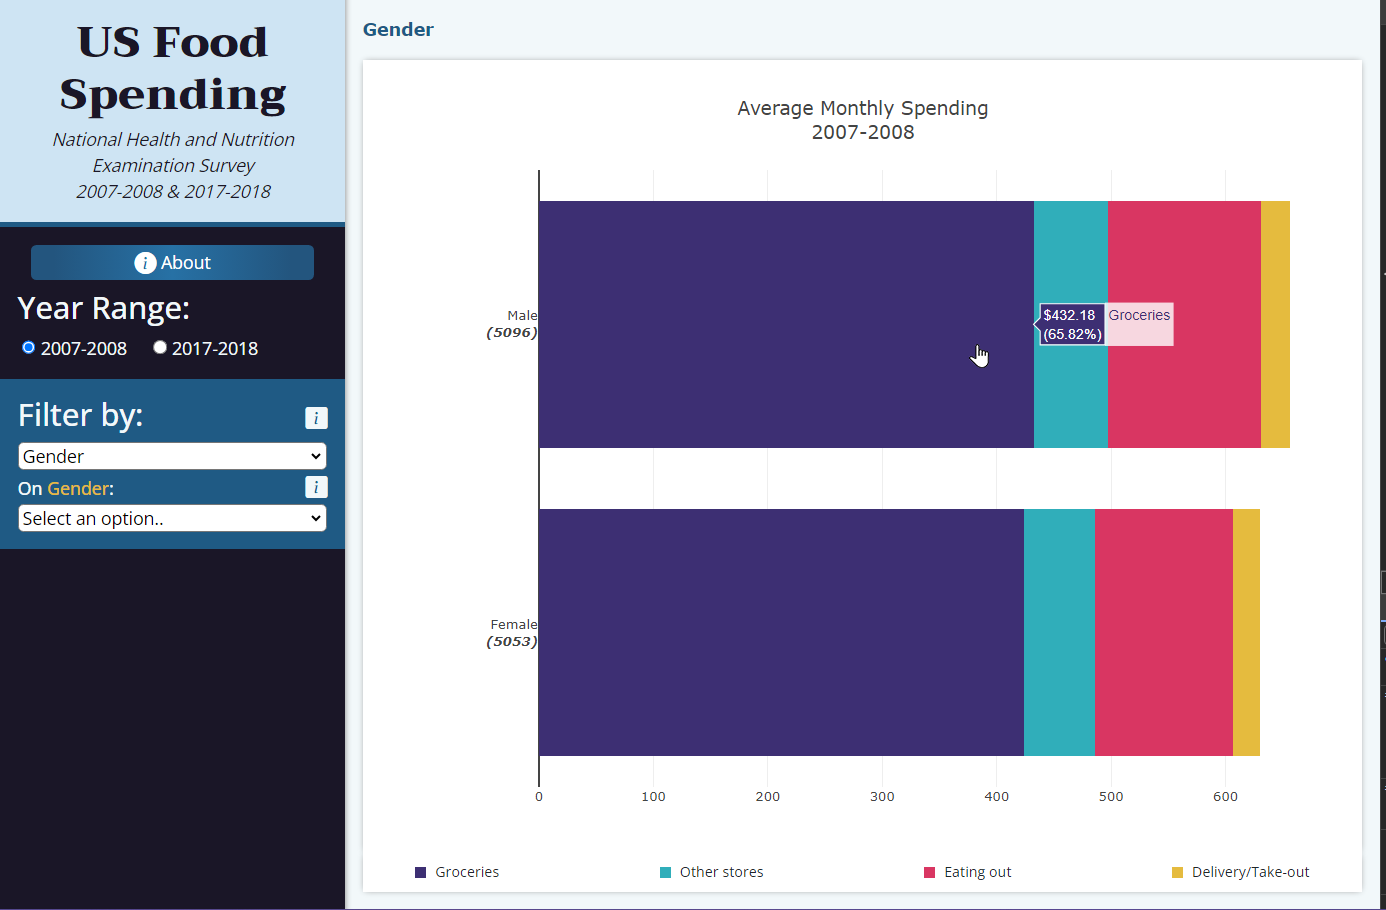 US Food
Spending
National Health and Nutrition
Examination Survey
2007-2008 & 2017-2018
i About
Year Range:
2007-2008 2017-2018
Filter by: i
Gender
On Gender: i
Select an option..
Gender
Average Monthly Spending
2007-2008
Male
(5096)
$432.18 Groceries
(65.82%)
Female
(5053)
0 100 200 300 400 500 600
Groceries Other stores Eating out Delivery/Take-out